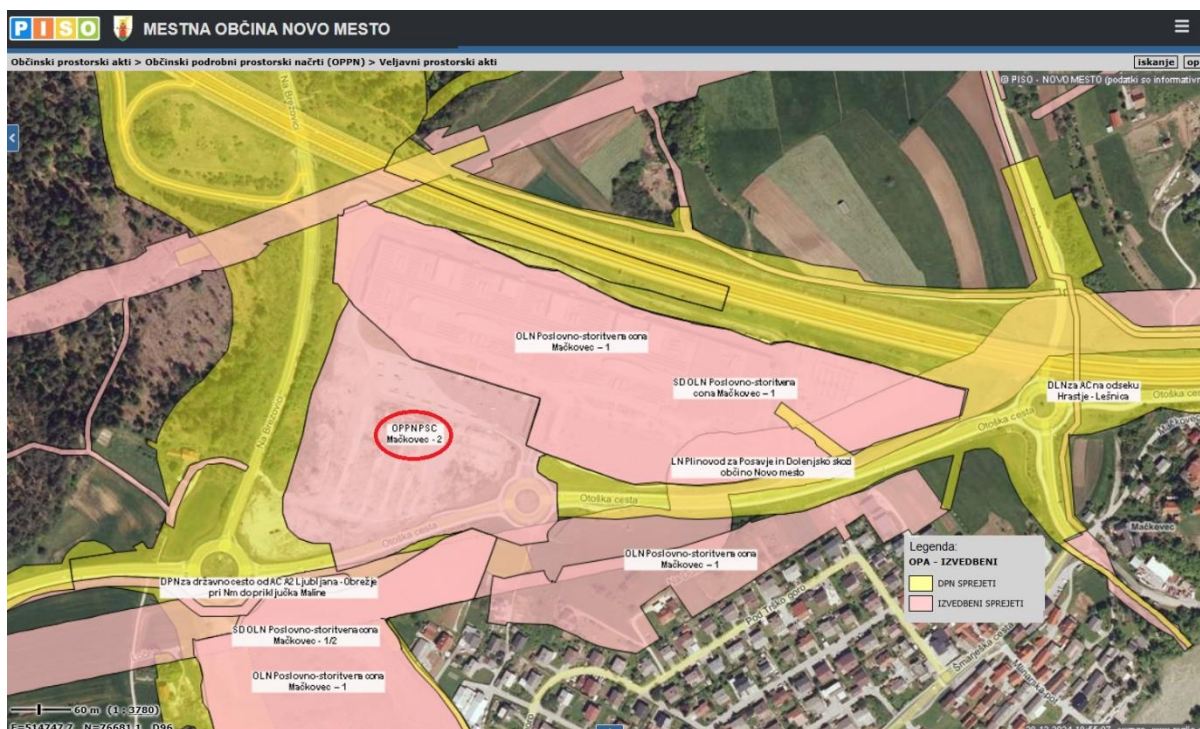 PISO MESTNA OBČINA NOVO MESTO
Občinski prostorski akti > Občinski podrobni prostorski načrti (OPPN) > Veljavni prostorski akti
iskanje
© PISO - NOVO MESTO (podatki so informativn
Na Brezovici
OLN Poslovno-storitvena cona
Mačkovec – 1
SD OLN Poslovno-storitvena
cona Mačkovec – 1
DLN za AC na odseku
Hrastje - Lešnica
Otoška cesta
Otoška cesta
Na Brezovici
OPPN PSC
Mačkovec - 2
LN Plinovod za Posavje in Dolenjsko skozi
občino Novo mesto
Otoška cesta
Otoška cesta
Mačkovec
OLN Poslovno-storitvena cona
Mačkovec – 1
Legenda:
OPA - IZVEDBENI
DPN SPREJETI
IZVEDBENI SPREJETI
DPN za državno cesto od AC A2 Ljubljana - Obrežje
pri Nm do priključka Maline
Pod Trško goro
Šmarješka cesta
Mlinarska pot
SD OLN Poslovno-storitvena cona
Mačkovec - 1/2
OLN Poslovno-storitvena cona
Mačkovec – 1
60 m (1:3780)